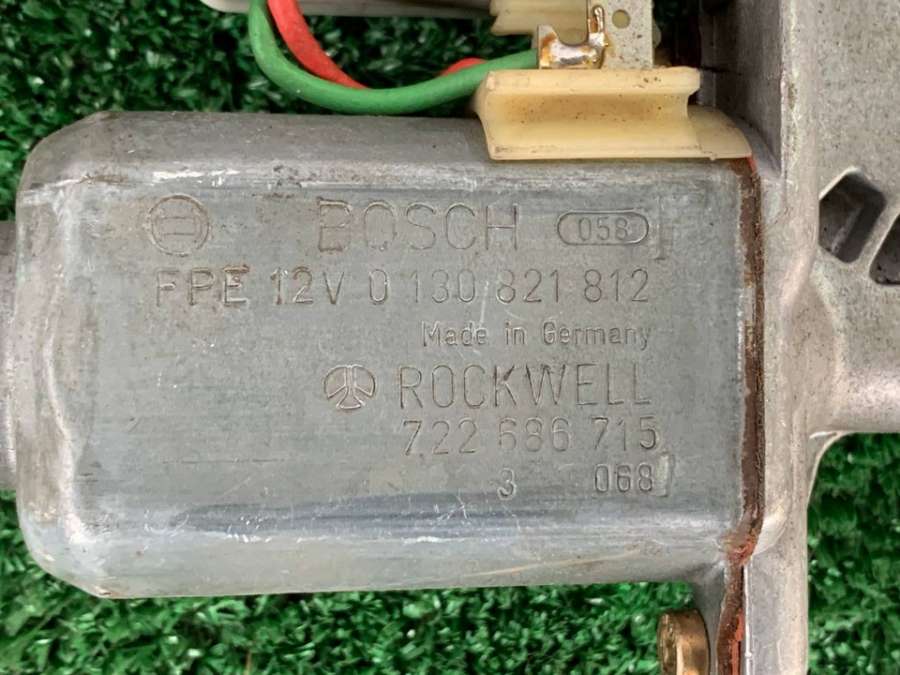 BOSCH 058
FPE 12V 0 130 821 812
Made in Germany
ROCKWELL
722 686 715
3 068